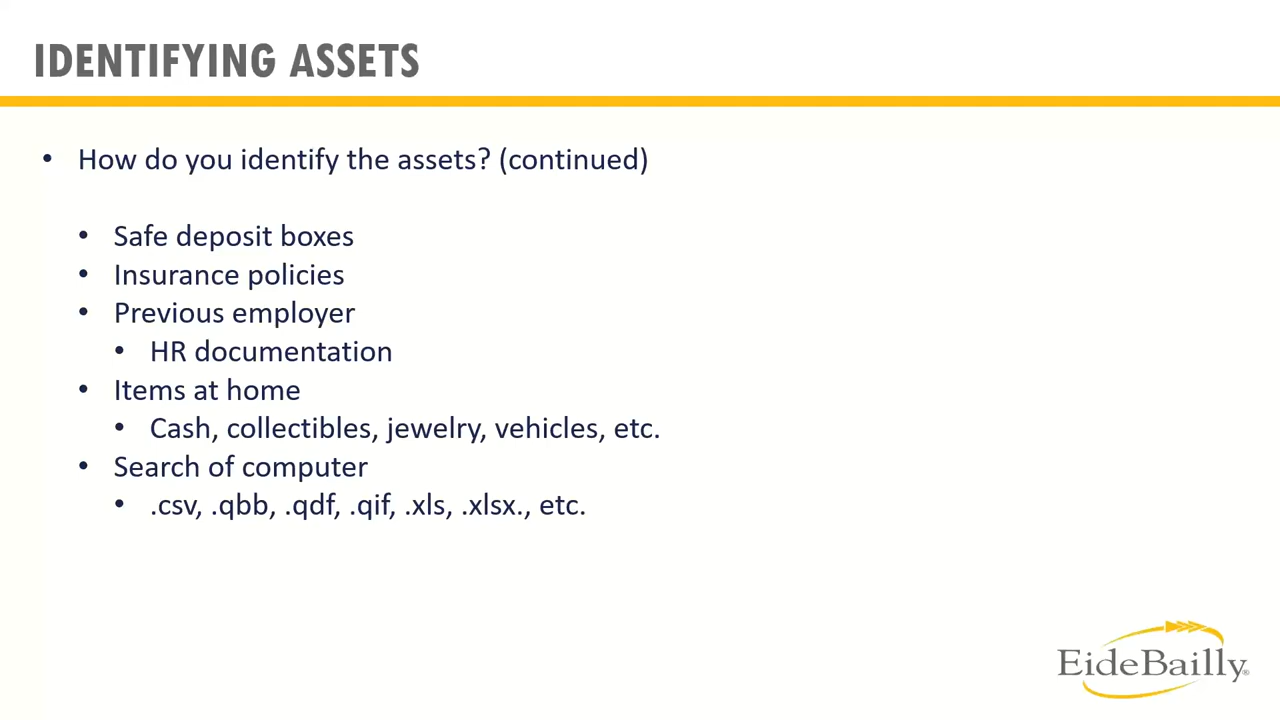 IDENTIFYING ASSETS
• How do you identify the assets? (continued)
• Safe deposit boxes
• Insurance policies
• Previous employer
• HR documentation
• Items at home
• Cash, collectibles, jewelry, vehicles, etc.
• Search of computer
• .csv, .qbb, .qdf, .qif, .xls, .xlsx., etc.
EideBailly®